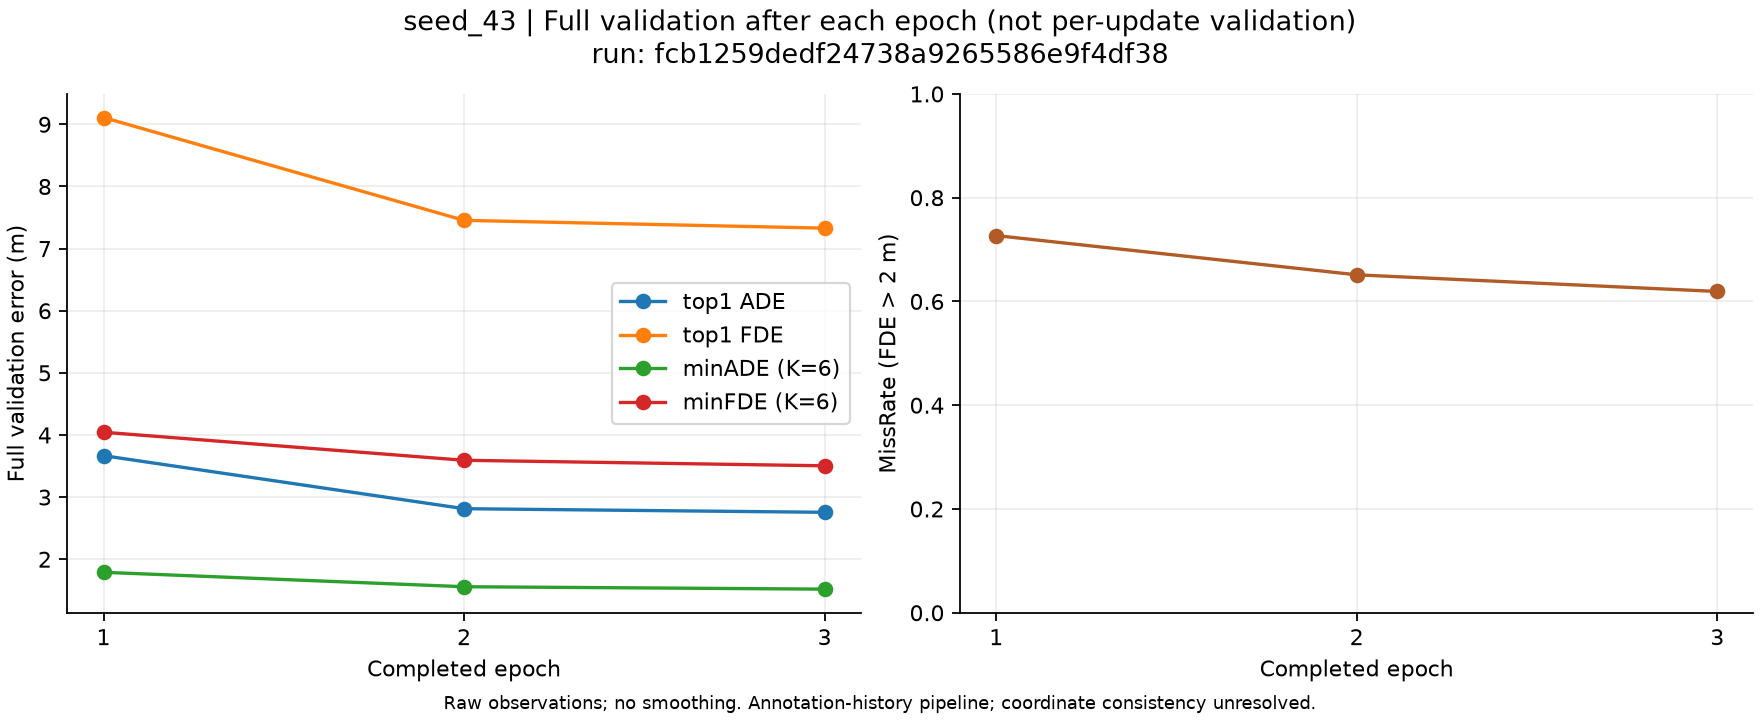 seed_43 | Full validation after each epoch (not per-update validation)
run: fcb1259dedf24738a9265586e9f4df38
Full validation error (m)
9
8
7
6
5
4
3
2
1
2
3
Completed epoch
top1 ADE
top1 FDE
minADE (K=6)
minFDE (K=6)
MissRate (FDE > 2 m)
1.0
0.8
0.6
0.4
0.2
0.0
1
2
3
Completed epoch
Raw observations; no smoothing. Annotation-history pipeline; coordinate consistency unresolved.